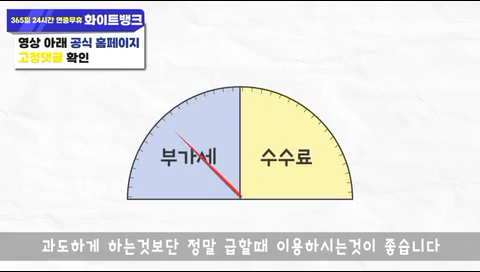 365일 24시간 연중무휴 화이트뱅크
영상 아래 공식 홈페이지
고정댓글 확인
부가세 수수료
과도하게 하는것보단 정말 급할때 이용하시는것이 좋습니다